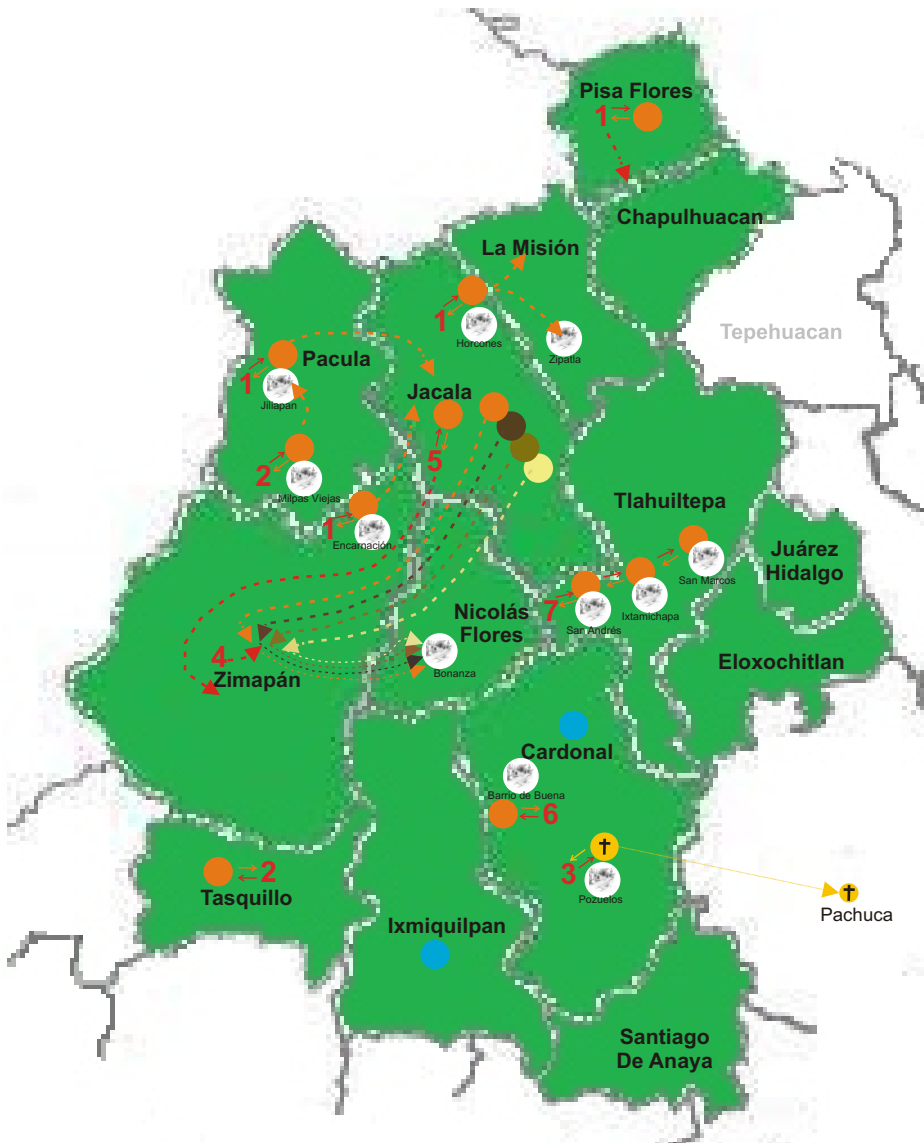 Pisa Flores
1
Chapulhuacan
La Misión
1
Horcones
Zipatla
Tepehuacan
Pacula
1
Jiliapan
Jacala
5
2
Milpas Viejas
1
Encarnación
Tlahuiltepa
San Marcos
Ixtamichapa
7
San Andrés
Juárez
Hidalgo
Nicolás
Flores
Bonanza
4
Zimapán
Eloxochitlan
Cardonal
Barrio de Buena
6
3
Pozuelos
Pachuca
2
Tasquillo
Ixmiquilpan
Santiago
De Anaya